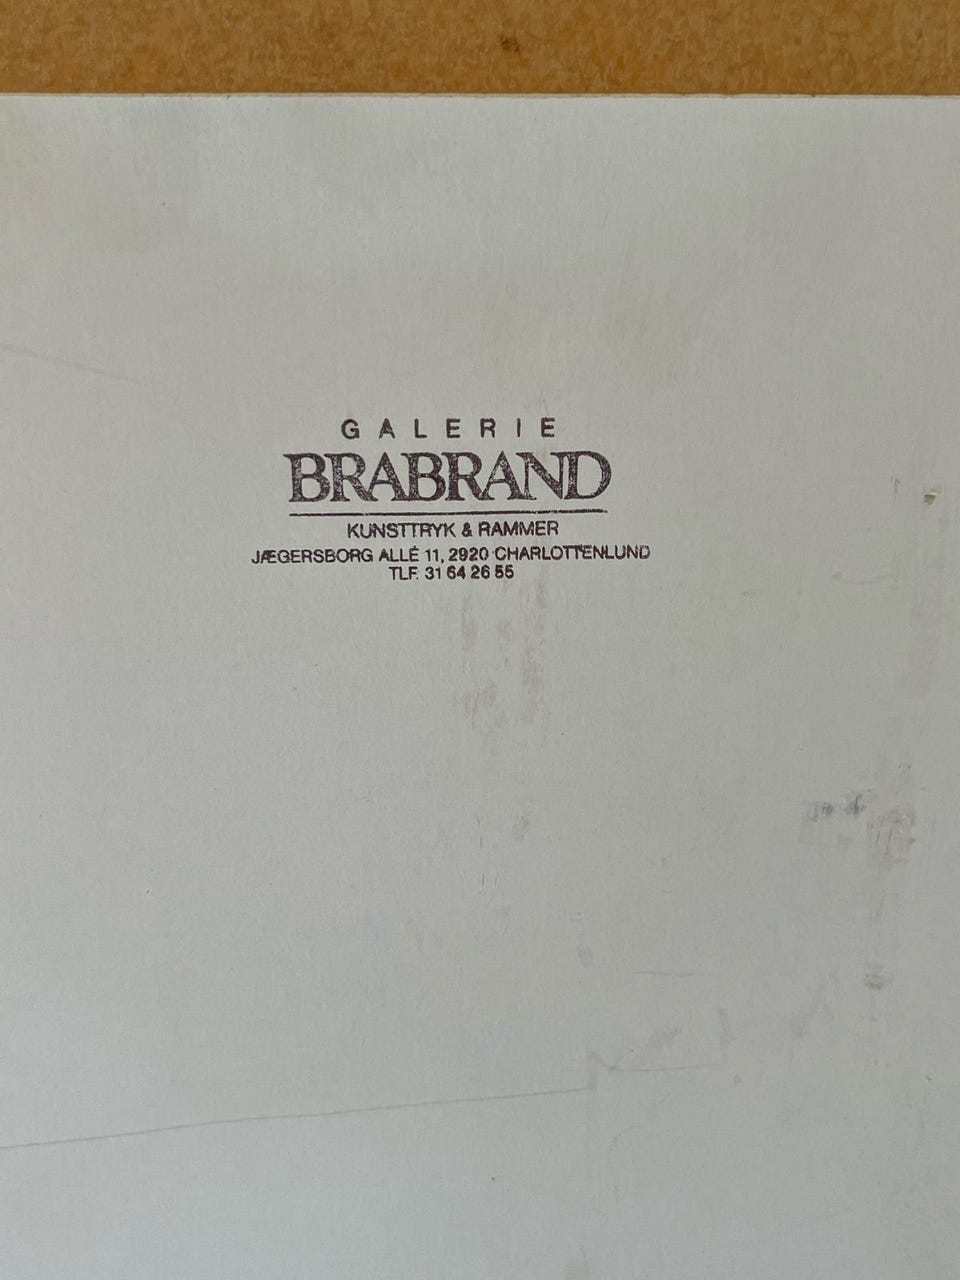 GALERIE
BRABRAND
KUNSTTRYK & RAMMER
JÆGERSBORG ALLÉ 11, 2920 CHARLOTTENLUND
TLF. 31 64 26 55